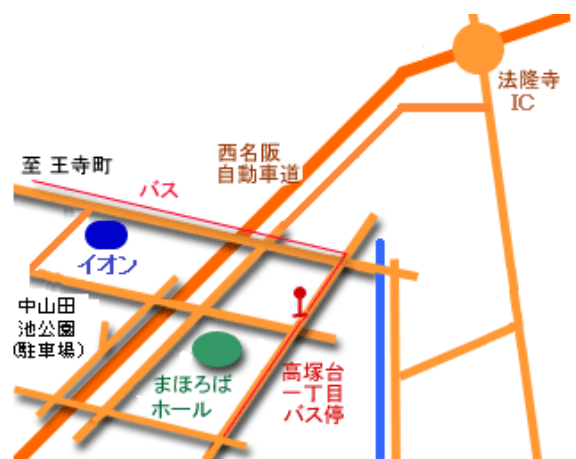 法隆寺
IC
西名阪
自動車道
至 王寺町
バス
イオン
中山田
池公園
(駐車場)
まほろば
ホール
高塚台
一丁目
バス停